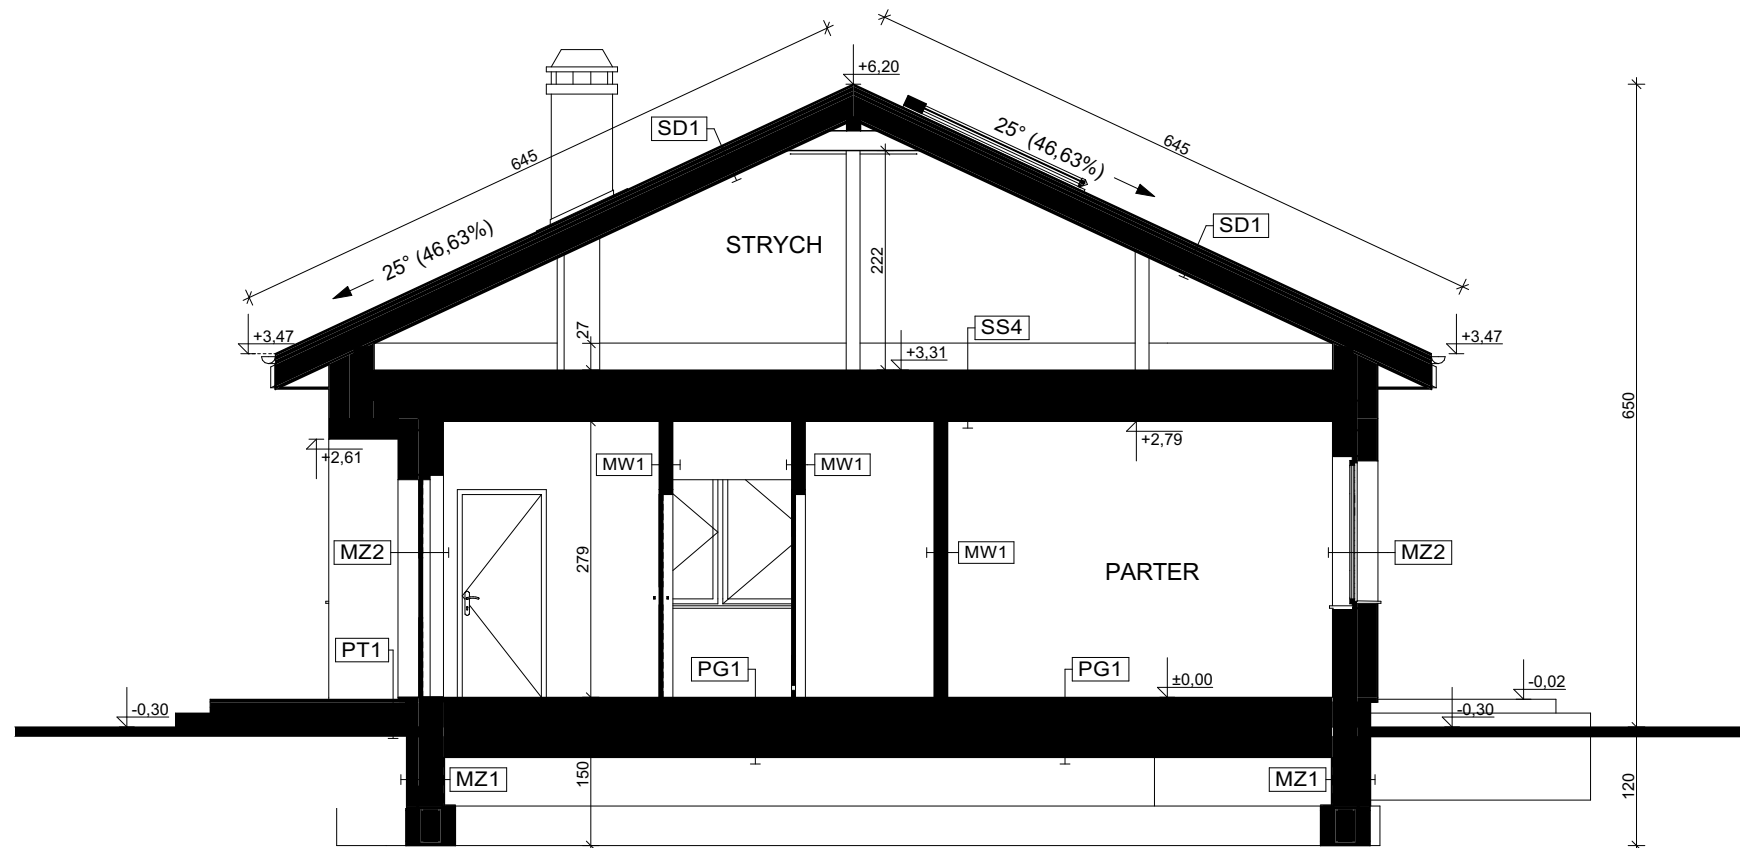 +6,20
SD1
25° (46,63%)
645
645
SD1
STRYCH
25° (46,63%)
222
+3,47
27
SS4
+3,31
+3,47
650
+2,61
+2,79
MW1
MW1
MZ2
279
MW1
MZ2
PARTER
PT1
PG1
PG1
±0,00
-0,02
-0,30
-0,30
MZ1
150
MZ1
120